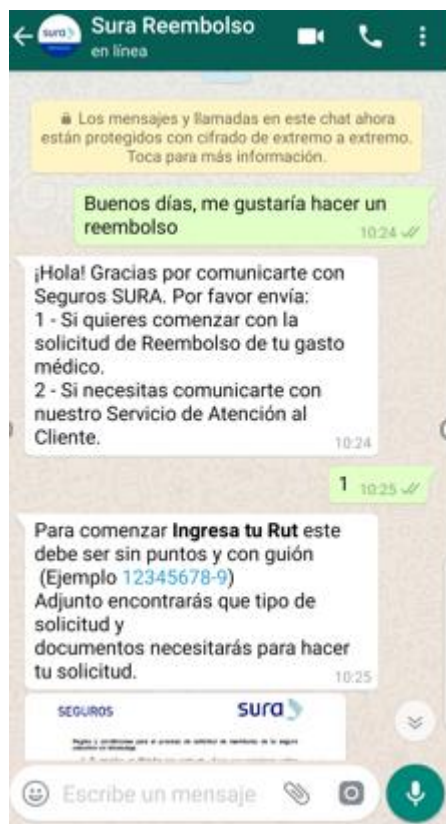 sura
Sura Reembolso
en línea
Los mensajes y llamadas en este chat ahora
están protegidos con cifrado de extremo a extremo.
Toca para más información.
Buenos días, me gustaría hacer un
reembolso
10:24
¡Hola! Gracias por comunicarte con
Seguros SURA. Por favor envía:
1 - Si quieres comenzar con la
solicitud de Reembolso de tu gasto
médico.
2 - Si necesitas comunicarte con
nuestro Servicio de Atención al
Cliente.
10:24
1 10:25
Para comenzar Ingresa tu Rut este
debe ser sin puntos y con guión
(Ejemplo 12345678-9)
Adjunto encontrarás que tipo de
solicitud y
documentos necesitarás para hacer
tu solicitud.
10:25
SEGUROS sura
Escribe un mensaje